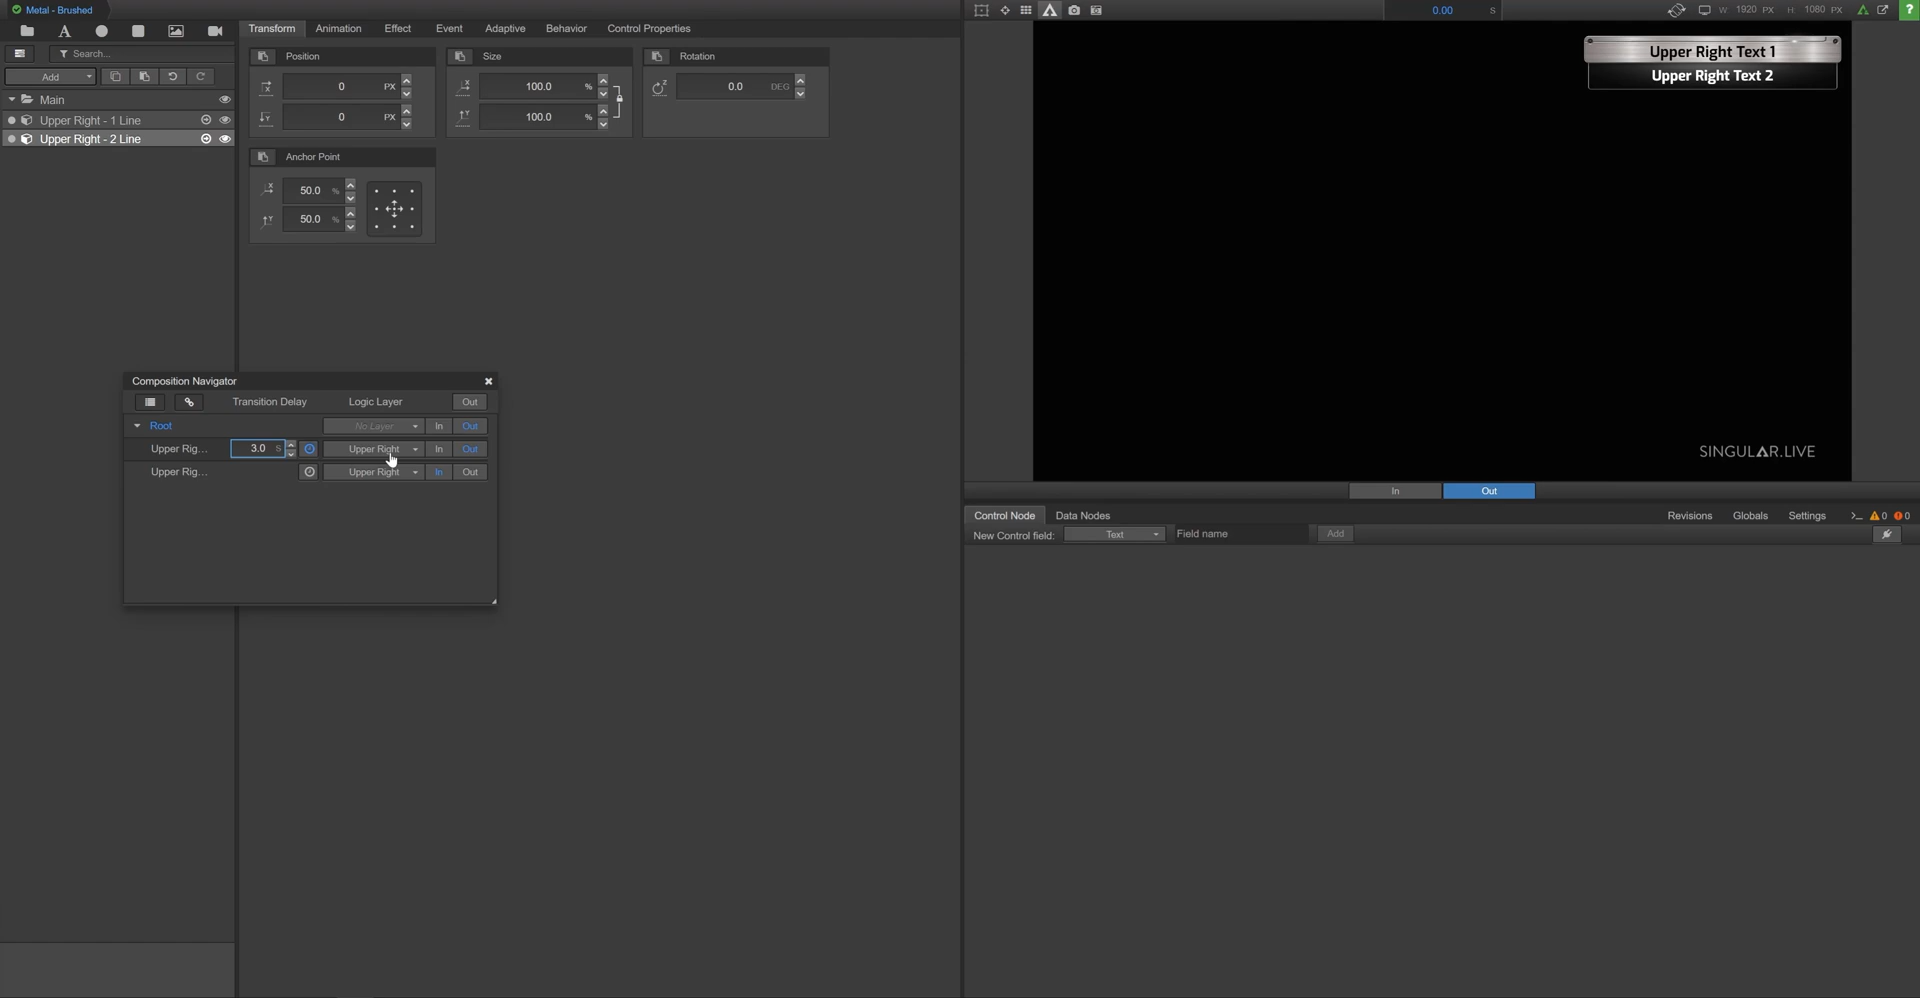 Metal - Brushed
Search...
Add
Main
Upper Right - 1 Line
Upper Right - 2 Line
Transform Animation Effect Event Adaptive Behavior Control Properties
Position Size Rotation
X 0 PX X 100.0 % Z 0.0 DEG
Y 0 PX Y 100.0 %
Anchor Point
X 50.0 %
Y 50.0 %
Composition Navigator
Transition Delay Logic Layer Out
Root No Layer In Out
Upper Rig... 3.0 S Upper Right In Out
Upper Rig... Upper Right In Out
0.00 S W 1920 PX H 1080 PX ?
Upper Right Text 1
Upper Right Text 2
SINGULAR.LIVE
In Out
Control Node Data Nodes Revisions Globals Settings >_ 0 0
New Control field: Text Field name Add